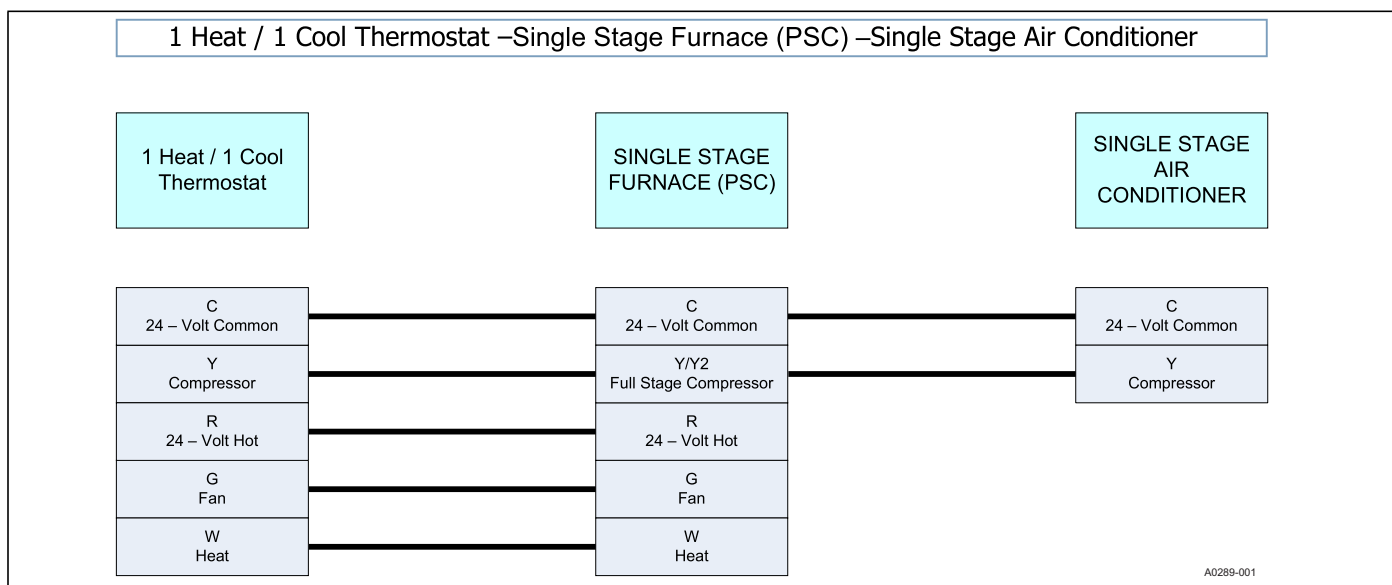 1 Heat / 1 Cool Thermostat –Single Stage Furnace (PSC) –Single Stage Air Conditioner
1 Heat / 1 Cool
Thermostat
SINGLE STAGE
FURNACE (PSC)
SINGLE STAGE
AIR
CONDITIONER
C
24 – Volt Common
C
24 – Volt Common
C
24 – Volt Common
Y
Compressor
Y/Y2
Full Stage Compressor
Y
Compressor
R
24 – Volt Hot
R
24 – Volt Hot
G
Fan
G
Fan
W
Heat
W
Heat
A0289-001